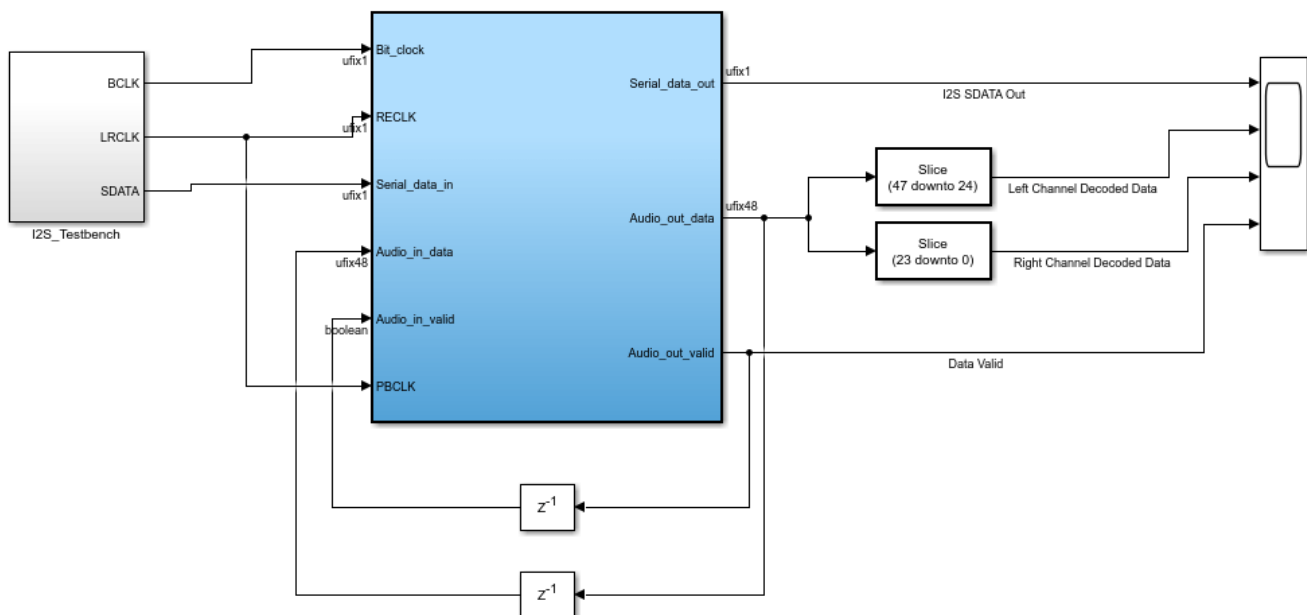 BCLK
LRCLK
SDATA
I2S_Testbench
Bit_clock
ufix1
RECLK
ufix1
Serial_data_in
ufix1
Audio_in_data
ufix48
Audio_in_valid
boolean
PBCLK
Serial_data_out
ufix1
I2S SDATA Out
Audio_out_data
ufix48
Audio_out_valid
Slice
(47 downto 24)
Left Channel Decoded Data
Slice
(23 downto 0)
Right Channel Decoded Data
Data Valid
z⁻¹
z⁻¹